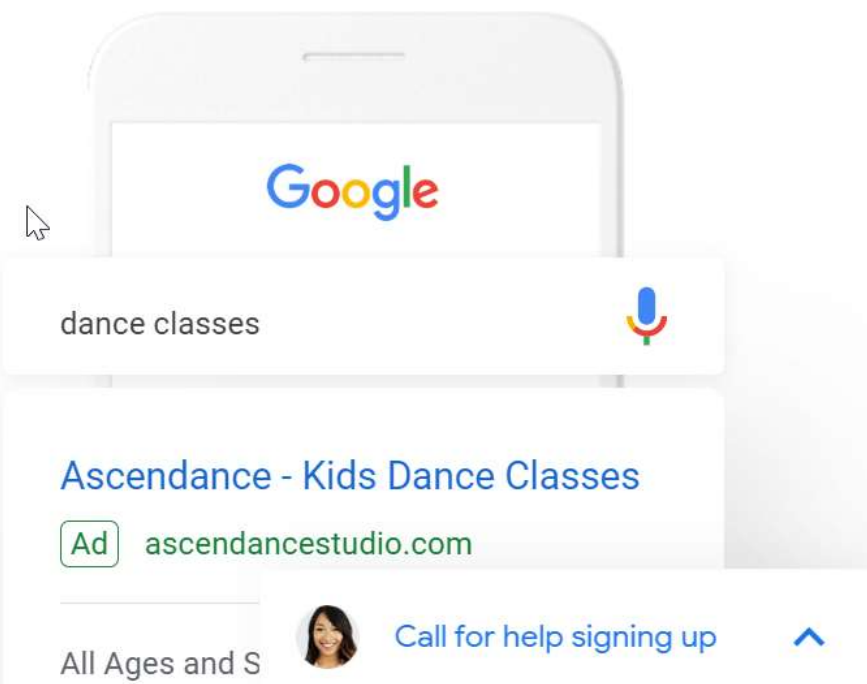 Google
dance classes
Ascendance - Kids Dance Classes
Ad ascendancestudio.com
All Ages and S
Call for help signing up